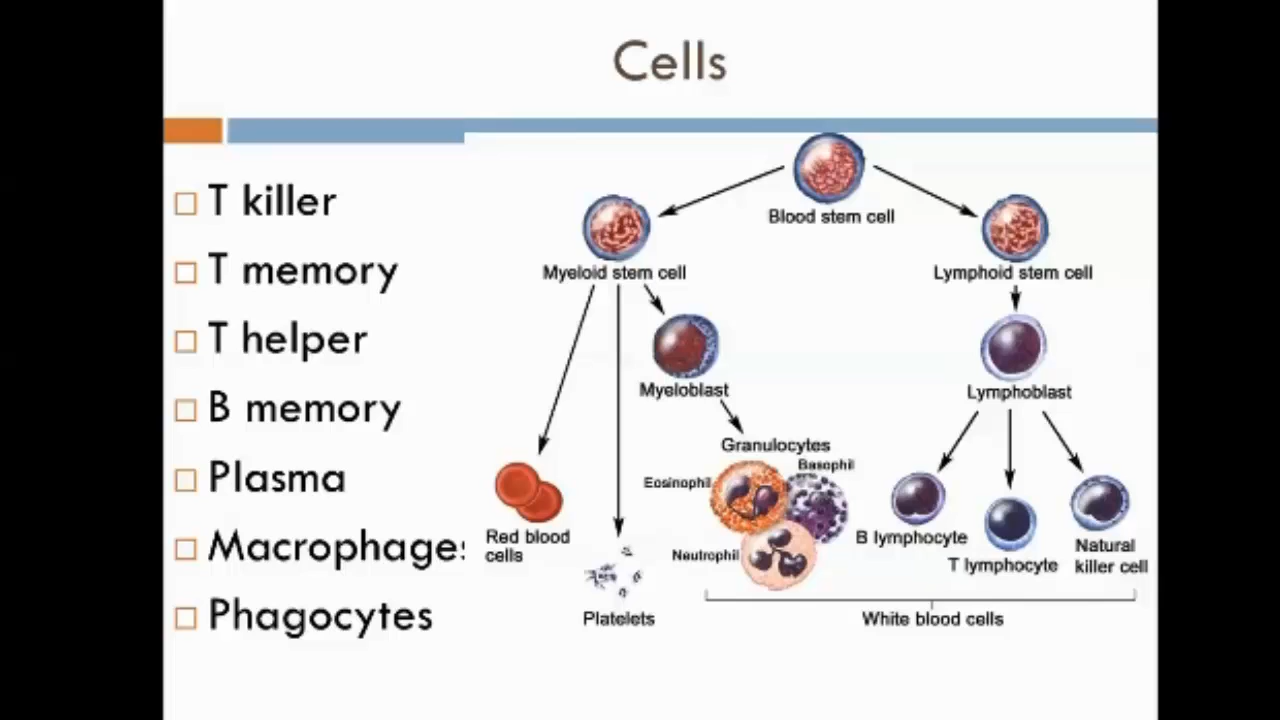 Cells
T killer
T memory
T helper
B memory
Plasma
Macrophages
Phagocytes
Blood stem cell
Myeloid stem cell
Lymphoid stem cell
Myeloblast
Lymphoblast
Granulocytes
Basophil
Eosinophil
Neutrophil
Red blood
cells
Platelets
B lymphocyte
T lymphocyte
Natural
killer cell
White blood cells